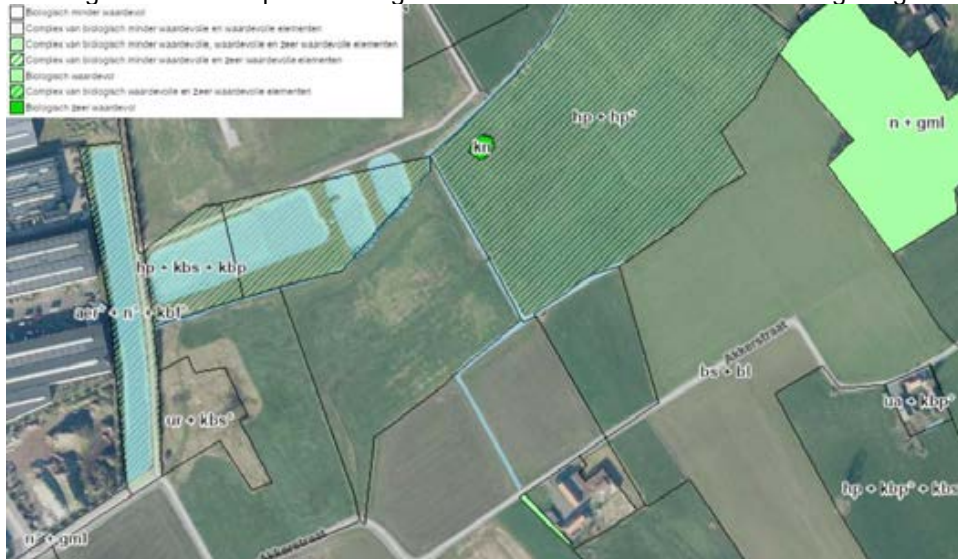 Biologisch minder waardevol
Complex van biologisch minder waardevolle en waardevolle elementen
Complex van biologisch minder waardevolle, waardevolle en zeer waardevolle elementen
Complex van biologisch minder waardevolle en zeer waardevolle elementen
Biologisch waardevol
Complex van biologisch waardevolle en zeer waardevolle elementen
Biologisch zeer waardevol
hp + hp*
n + gml
kn
hp + kbs + kbp
Akkerstraat
bs + bl
ua + kbp°
ur + kbs°
hp + kbp° + kbs
+ gml
Akkerstraat